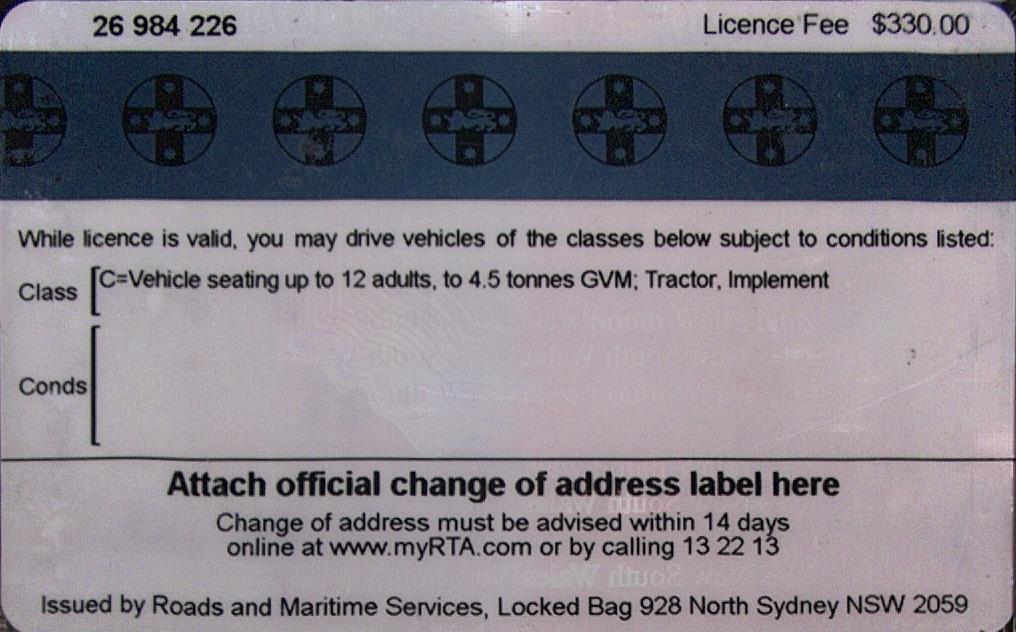 26 984 226 Licence Fee $330.00
While licence is valid, you may drive vehicles of the classes below subject to conditions listed:
Class C=Vehicle seating up to 12 adults, to 4.5 tonnes GVM; Tractor, Implement
Conds
Attach official change of address label here
Change of address must be advised within 14 days
online at www.myRTA.com or by calling 13 22 13
Issued by Roads and Maritime Services, Locked Bag 928 North Sydney NSW 2059